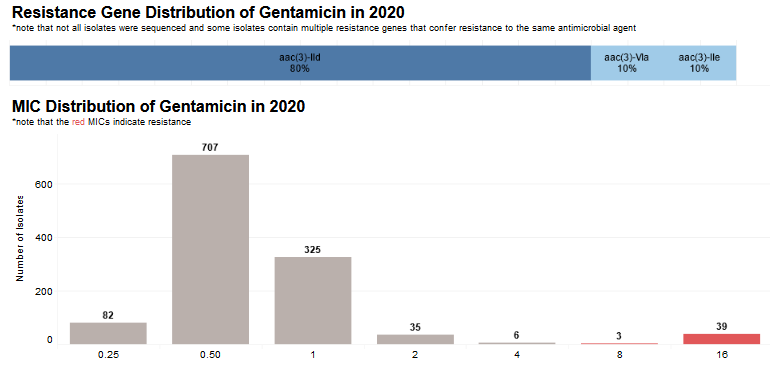 Resistance Gene Distribution of Gentamicin in 2020
*note that not all isolates were sequenced and some isolates contain multiple resistance genes that confer resistance to the same antimicrobial agent
aac(3)-IId
80%
aac(3)-VIa
10%
aac(3)-IIe
10%
MIC Distribution of Gentamicin in 2020
*note that the red MICs indicate resistance
Number of Isolates
600
400
200
0
82
707
325
35
6
3
39
0.25
0.50
1
2
4
8
16